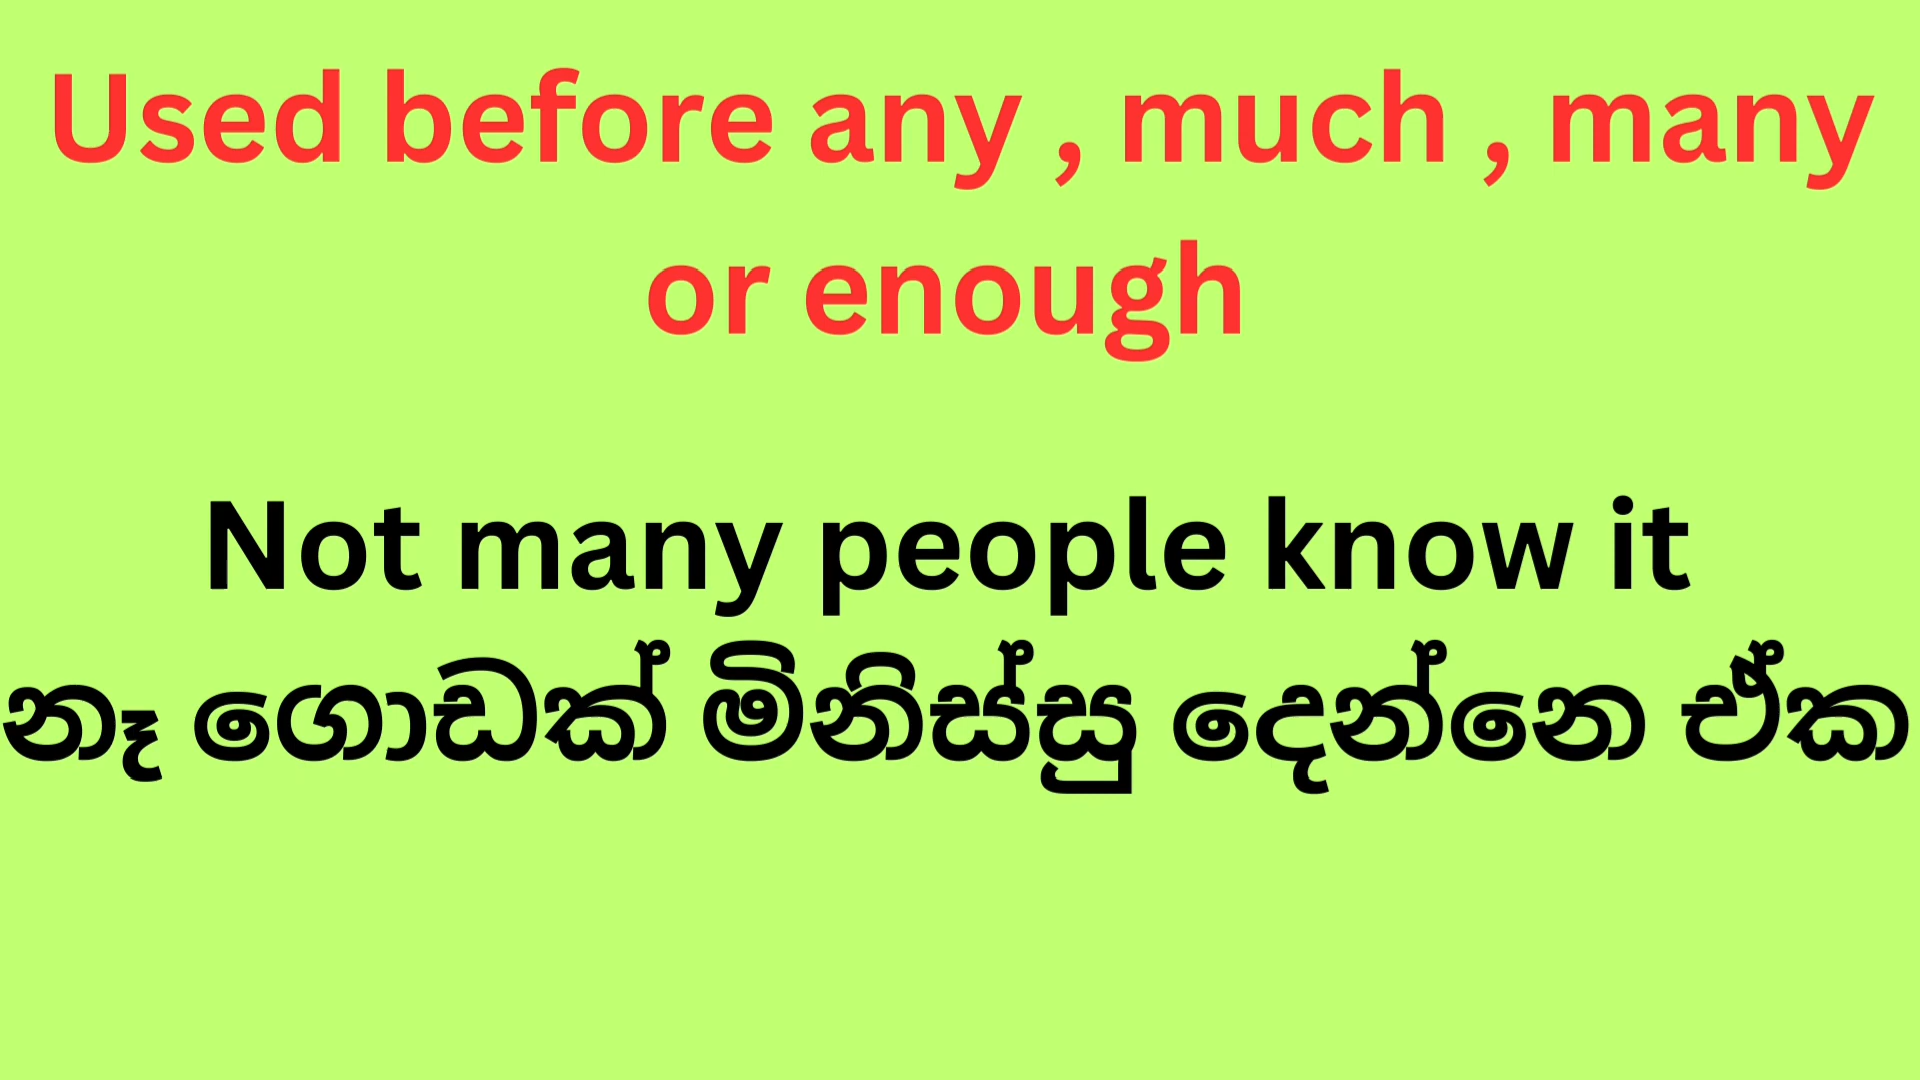 Used before any , much , many
or enough
Not many people know it
නෑ ගොඩක් මිනිස්සු දෙන්නෙ ඒක